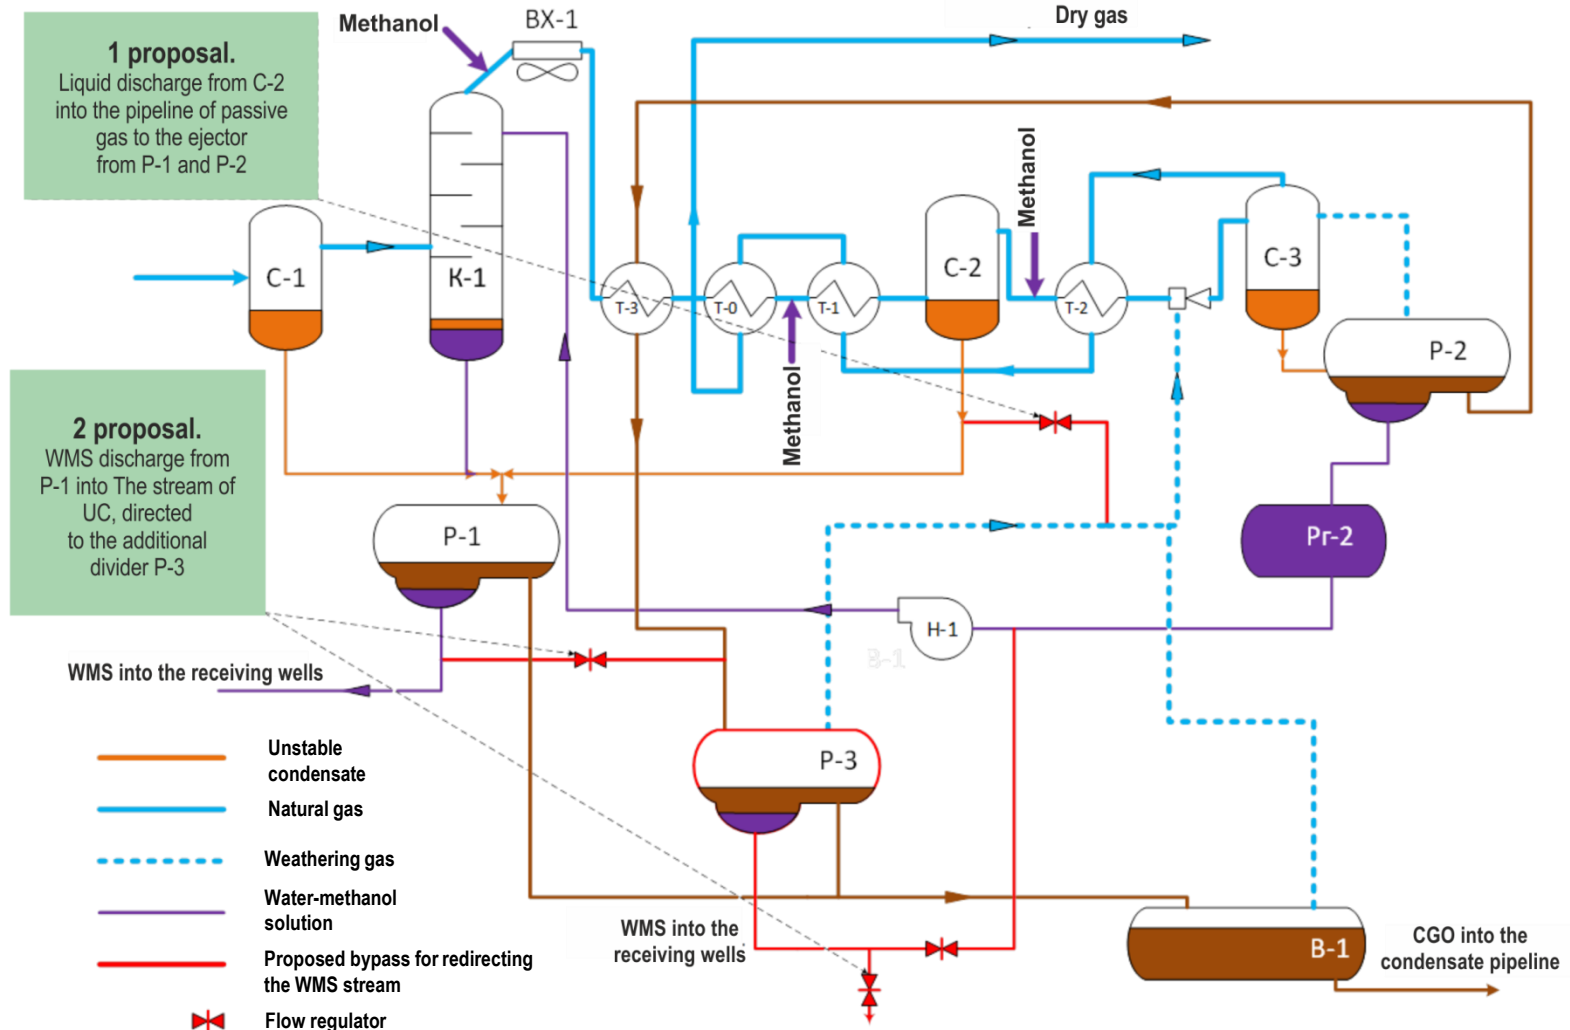 1 proposal.
Liquid discharge from C-2
into the pipeline of passive
gas to the ejector
from P-1 and P-2
Methanol
BX-1
Dry gas
C-1
K-1
T-3
T-0
T-1
C-2
Methanol
T-2
C-3
P-2
Methanol
2 proposal.
WMS discharge from
P-1 into The stream of
UC, directed
to the additional
divider P-3
P-1
Pr-2
H-1
B-1
WMS into the receiving wells
P-3
WMS into the
receiving wells
B-1
CGO into the
condensate pipeline
Unstable
condensate
Natural gas
Weathering gas
Water-methanol
solution
Proposed bypass for redirecting
the WMS stream
Flow regulator